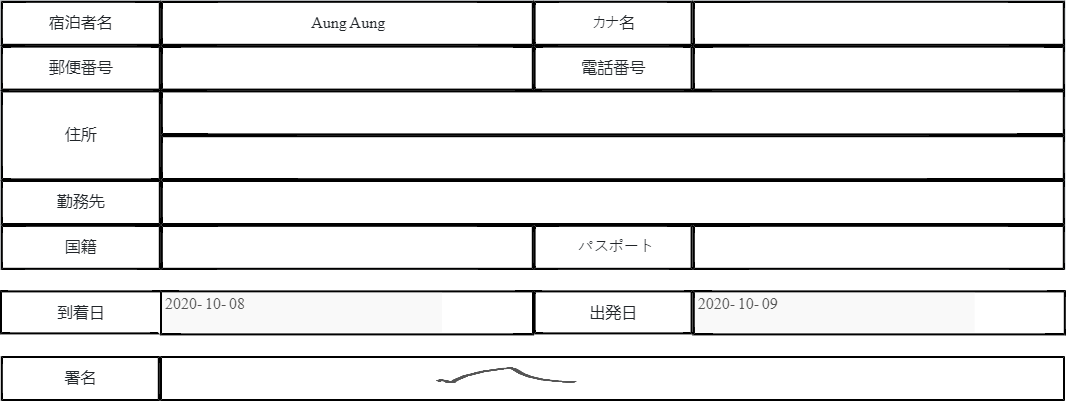 宿泊者名 Aung Aung カナ名
郵便番号 電話番号
住所
勤務先
国籍 パスポート
到着日 2020-10-08 出発日 2020-10-09
署名